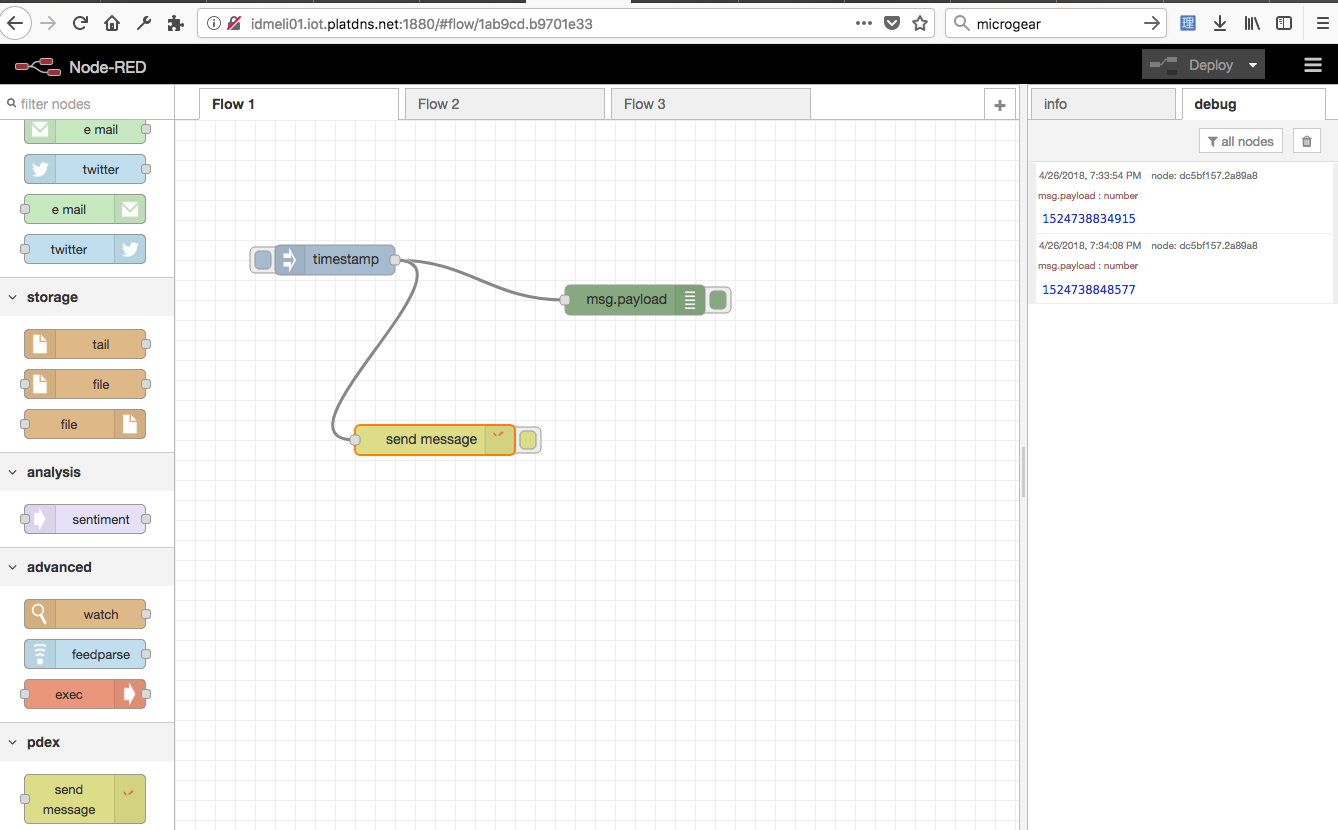 idmeli01.iot.platdns.net:1880/#flow/1ab9cd.b9701e33
microgear
理
Node-RED
Deploy
filter nodes
Flow 1
Flow 2
Flow 3
info
debug
all nodes
e mail
twitter
e mail
twitter
storage
tail
file
file
analysis
sentiment
advanced
watch
feedparse
exec
pdex
send
message
timestamp
msg.payload
send message
4/26/2018, 7:33:54 PM node: dc5bf157.2a89a8
msg.payload : number
1524738834915
4/26/2018, 7:34:08 PM node: dc5bf157.2a89a8
msg.payload : number
1524738848577